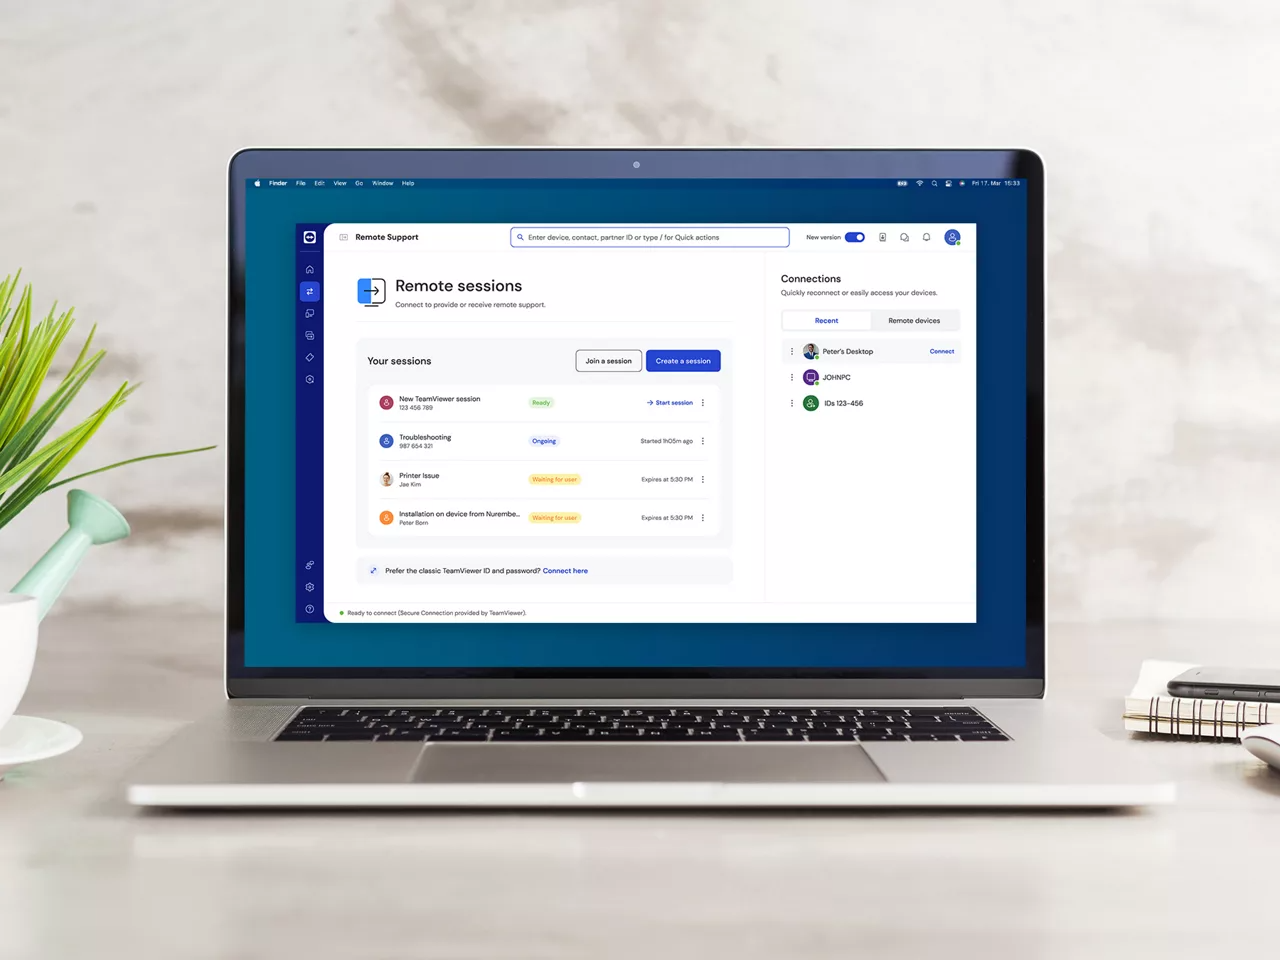 Finder File Edit View Go Window Help
Fri 17. Mar 15:33
Remote Support
Enter device, contact, partner ID or type / for Quick actions
New version
Remote sessions
Connect to provide or receive remote support.
Your sessions
Join a session
Create a session
New TeamViewer session
123 456 789
Ready
Start session
Troubleshooting
987 654 321
Ongoing
Started 1h05m ago
Printer Issue
Jae Kim
Waiting for user
Expires at 5:30 PM
Installation on device from Nurembe...
Peter Born
Waiting for user
Expires at 5:30 PM
Prefer the classic TeamViewer ID and password? Connect here
Ready to connect (Secure Connection provided by TeamViewer).
Connections
Quickly reconnect or easily access your devices.
Recent
Remote devices
Peter's Desktop
Connect
JOHNPC
IDs 123-456